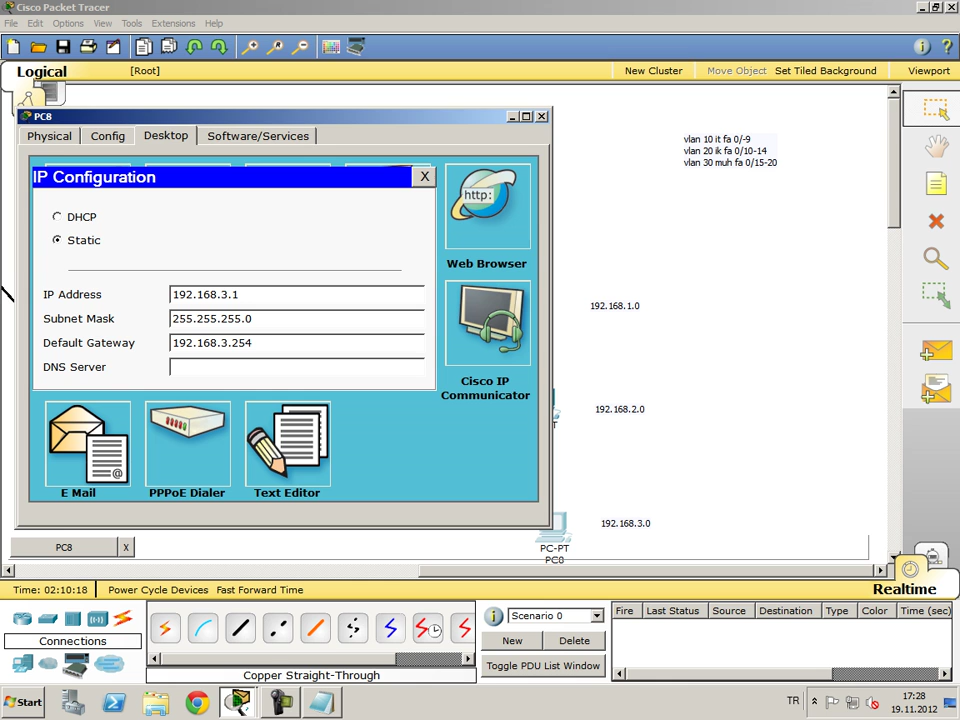 Cisco Packet Tracer
File Edit Options View Tools Extensions Help
Logical [Root] New Cluster Move Object Set Tiled Background Viewport
PC8
Physical Config Desktop Software/Services
IP Configuration X
DHCP
Static
IP Address 192.168.3.1
Subnet Mask 255.255.255.0
Default Gateway 192.168.3.254
DNS Server
http:
Web Browser
Cisco IP
Communicator
E Mail PPPoE Dialer Text Editor
vlan 10 it fa 0/-9
vlan 20 ik fa 0/10-14
vlan 30 muh fa 0/15-20
192.168.1.0
192.168.2.0
T
192.168.3.0
PC-PT
PC8
PC8 X
Time: 02:10:18 Power Cycle Devices Fast Forward Time Realtime
Connections
Copper Straight-Through
Scenario 0
New Delete
Toggle PDU List Window
Fire Last Status Source Destination Type Color Time (sec)
Start TR 17:28
19.11.2012